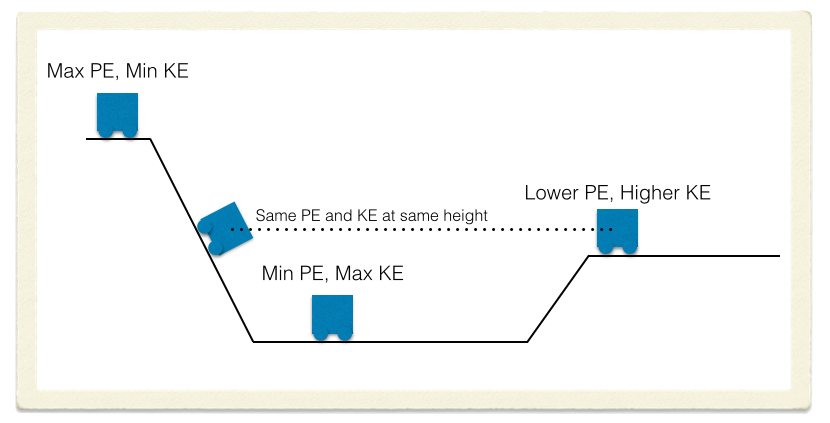 Max PE, Min KE
Lower PE, Higher KE
Same PE and KE at same height
Min PE, Max KE